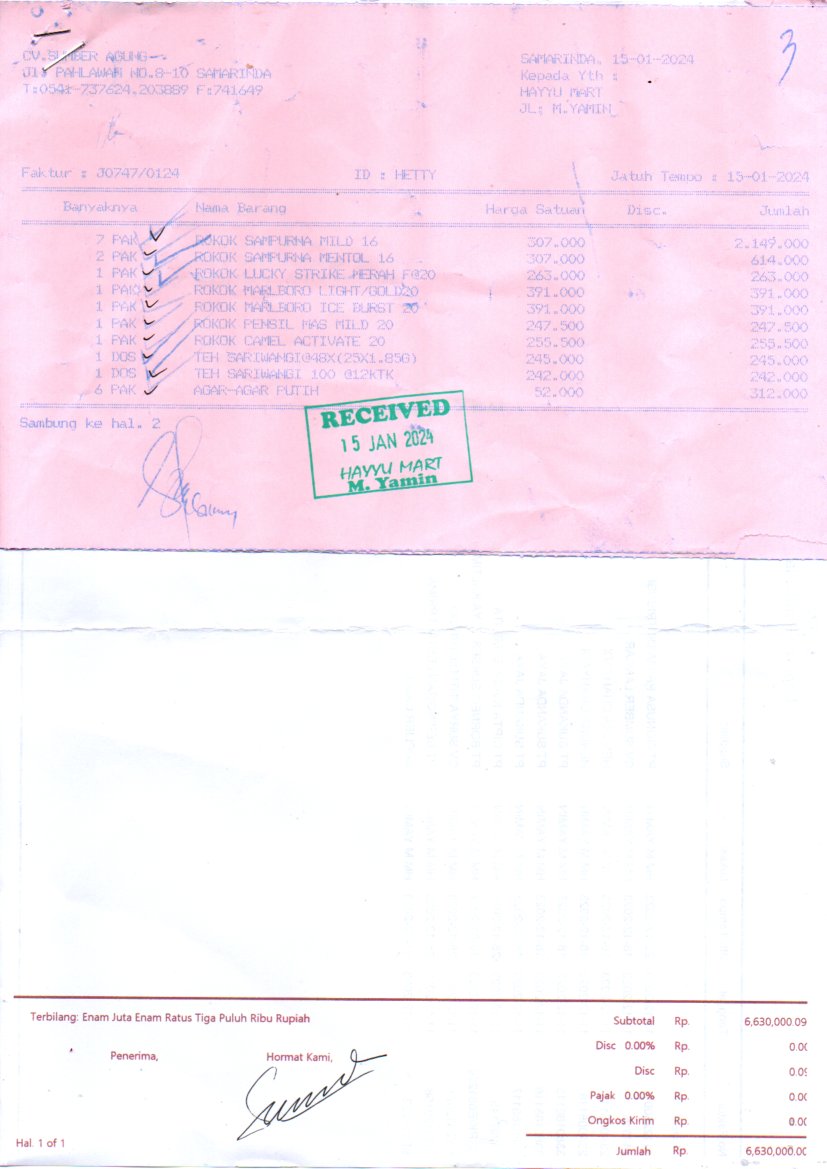 3
CV.SUMBER AGUNG
Jl: PAHLAWAN NO.8-10 SAMARINDA
T:0541-737624,203889 F:741649
SAMARINDA, 15-01-2024
Kepada Yth :
HAYYU MART
JL: M.YAMIN
Faktur : J0747/0124 ID : HETTY Jatuh Tempo : 15-01-2024
Banyaknya Nama Barang Harga Satuan Disc. Jumlah
7 PAK ROKOK SAMPURNA MILD 16 307.000 2.149.000
2 PAK ROKOK SAMPURNA MENTOL 16 307.000 614.000
1 PAK ROKOK LUCKY STRIKE MERAH F@20 263.000 263.000
1 PAK ROKOK MARLBORO LIGHT/GOLD20 391.000 391.000
1 PAK ROKOK MARLBORO ICE BURST 20 391.000 391.000
1 PAK ROKOK PENSIL MAS MILD 20 247.500 247.500
1 PAK ROKOK CAMEL ACTIVATE 20 255.500 255.500
1 DOS TEH SARIWANGI@48X(25X1.85G) 245.000 245.000
1 DOS TEH SARIWANGI 100 @12KTK 242.000 242.000
6 PAK AGAR-AGAR PUTIH 52.000 312.000
Sambung ke hal. 2
RECEIVED
15 JAN 2024
HAYYU MART
M. Yamin
Terbilang: Enam Juta Enam Ratus Tiga Puluh Ribu Rupiah
Subtotal Rp. 6,630,000.09
Disc 0.00% Rp. 0.00
Disc Rp. 0.09
Pajak 0.00% Rp. 0.00
Ongkos Kirim Rp. 0.00
Jumlah Rp. 6,630,000.00
Penerima, Hormat Kami,
Hal. 1 of 1